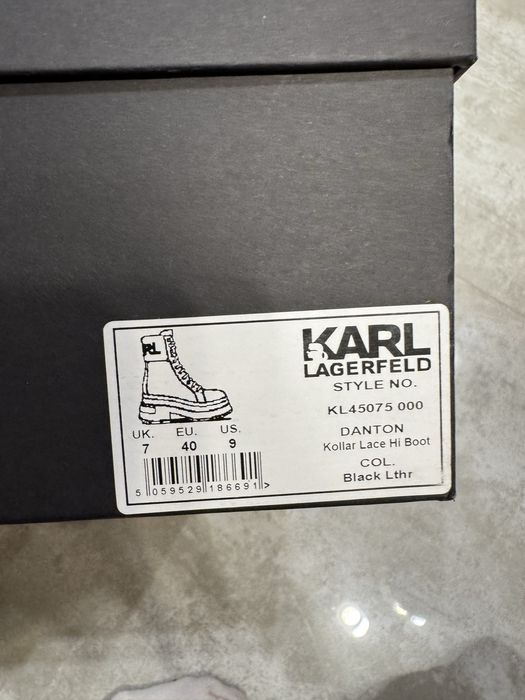 RL
KARL
LAGERFELD
STYLE NO.
KL45075 000
DANTON
Kollar Lace Hi Boot
COL.
Black Lthr
UK. EU. US.
7 40 9
5 059529 186691 >